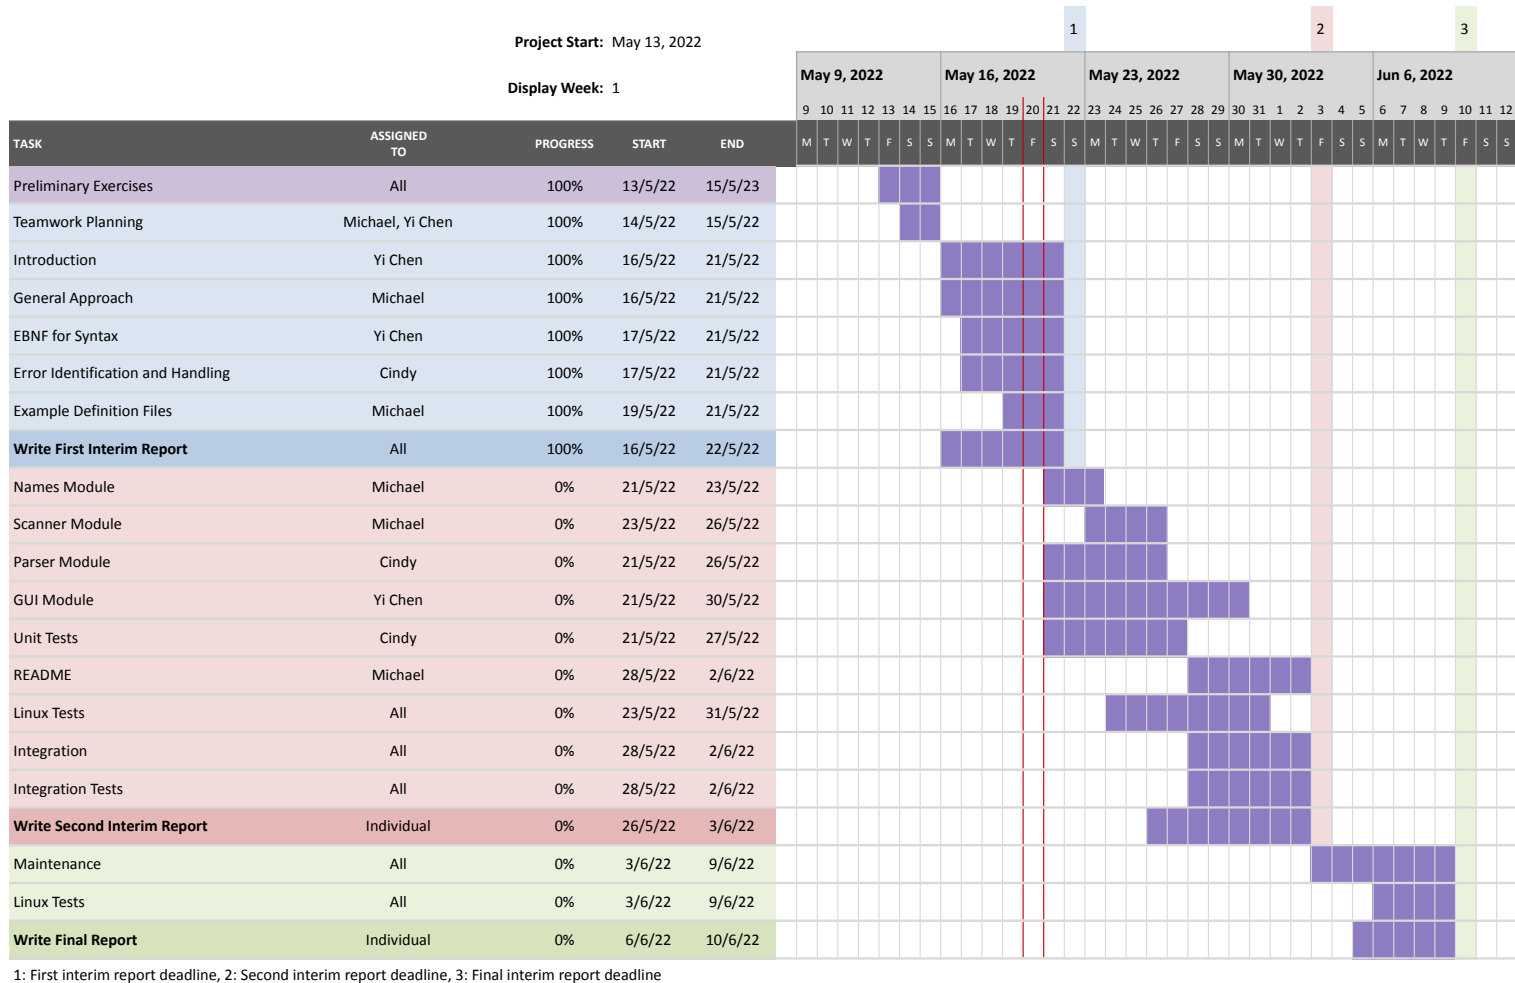 1 2 3
Project Start: May 13, 2022
Display Week: 1
May 9, 2022 May 16, 2022 May 23, 2022 May 30, 2022 Jun 6, 2022
9 10 11 12 13 14 15 16 17 18 19 20 21 22 23 24 25 26 27 28 29 30 31 1 2 3 4 5 6 7 8 9 10 11 12
TASK ASSIGNED TO PROGRESS START END M T W T F S S M T W T F S S M T W T F S S M T W T F S S M T W T F S S
Preliminary Exercises All 100% 13/5/22 15/5/23
Teamwork Planning Michael, Yi Chen 100% 14/5/22 15/5/22
Introduction Yi Chen 100% 16/5/22 21/5/22
General Approach Michael 100% 16/5/22 21/5/22
EBNF for Syntax Yi Chen 100% 17/5/22 21/5/22
Error Identification and Handling Cindy 100% 17/5/22 21/5/22
Example Definition Files Michael 100% 19/5/22 21/5/22
Write First Interim Report All 100% 16/5/22 22/5/22
Names Module Michael 0% 21/5/22 23/5/22
Scanner Module Michael 0% 23/5/22 26/5/22
Parser Module Cindy 0% 21/5/22 26/5/22
GUI Module Yi Chen 0% 21/5/22 30/5/22
Unit Tests Cindy 0% 21/5/22 27/5/22
README Michael 0% 28/5/22 2/6/22
Linux Tests All 0% 23/5/22 31/5/22
Integration All 0% 28/5/22 2/6/22
Integration Tests All 0% 28/5/22 2/6/22
Write Second Interim Report Individual 0% 26/5/22 3/6/22
Maintenance All 0% 3/6/22 9/6/22
Linux Tests All 0% 3/6/22 9/6/22
Write Final Report Individual 0% 6/6/22 10/6/22
1: First interim report deadline, 2: Second interim report deadline, 3: Final interim report deadline